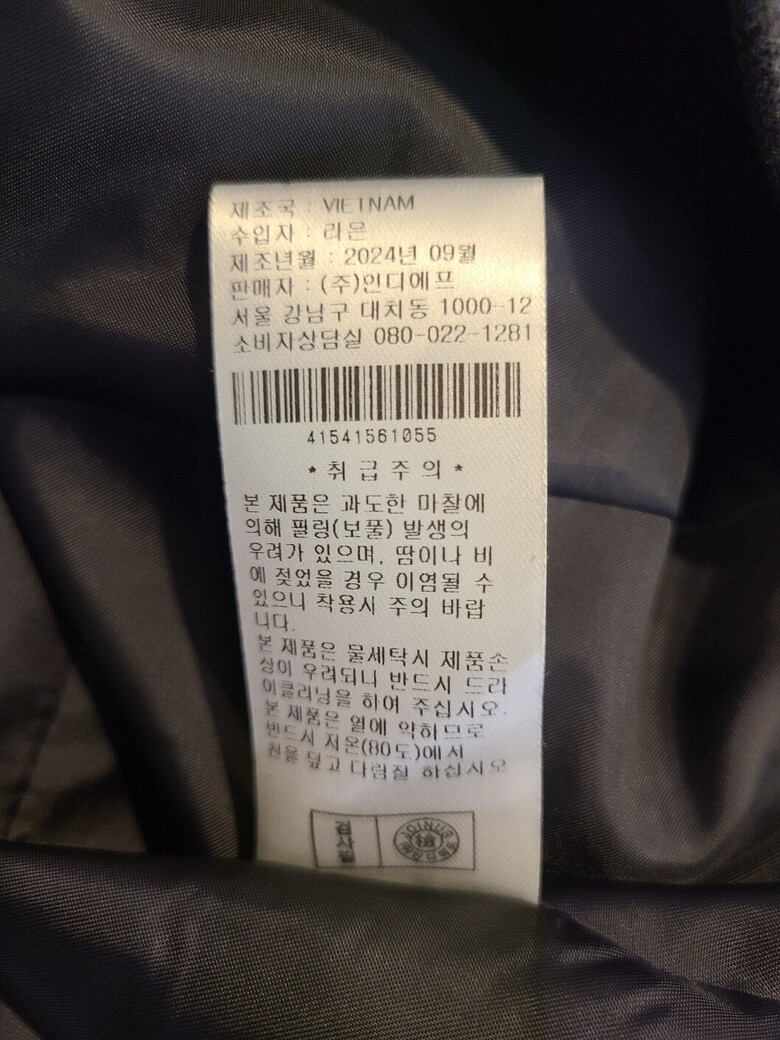 제조국 : VIETNAM
수입자 : 라온
제조년월 : 2024년 09월
판매자 : (주)인디에프
서울 강남구 대치동 1000-12
소비자상담실 080-022-1281
41541561055
* 취 급 주 의 *
본 제품은 과도한 마찰에
의해 필링(보풀) 발생의
우려가 있으며, 땀이나 비
에 젖었을 경우 이염될 수
있으니 착용시 주의 바랍
니다.
본 제품은 물세탁시 제품손
상이 우려되니 반드시 드라
이클리닝을 하여 주십시오.
본 제품은 열에 약하므로
반드시 저온(80도)에서
천을 덮고 다림질 하십시오
검사필
JOINUS
檢